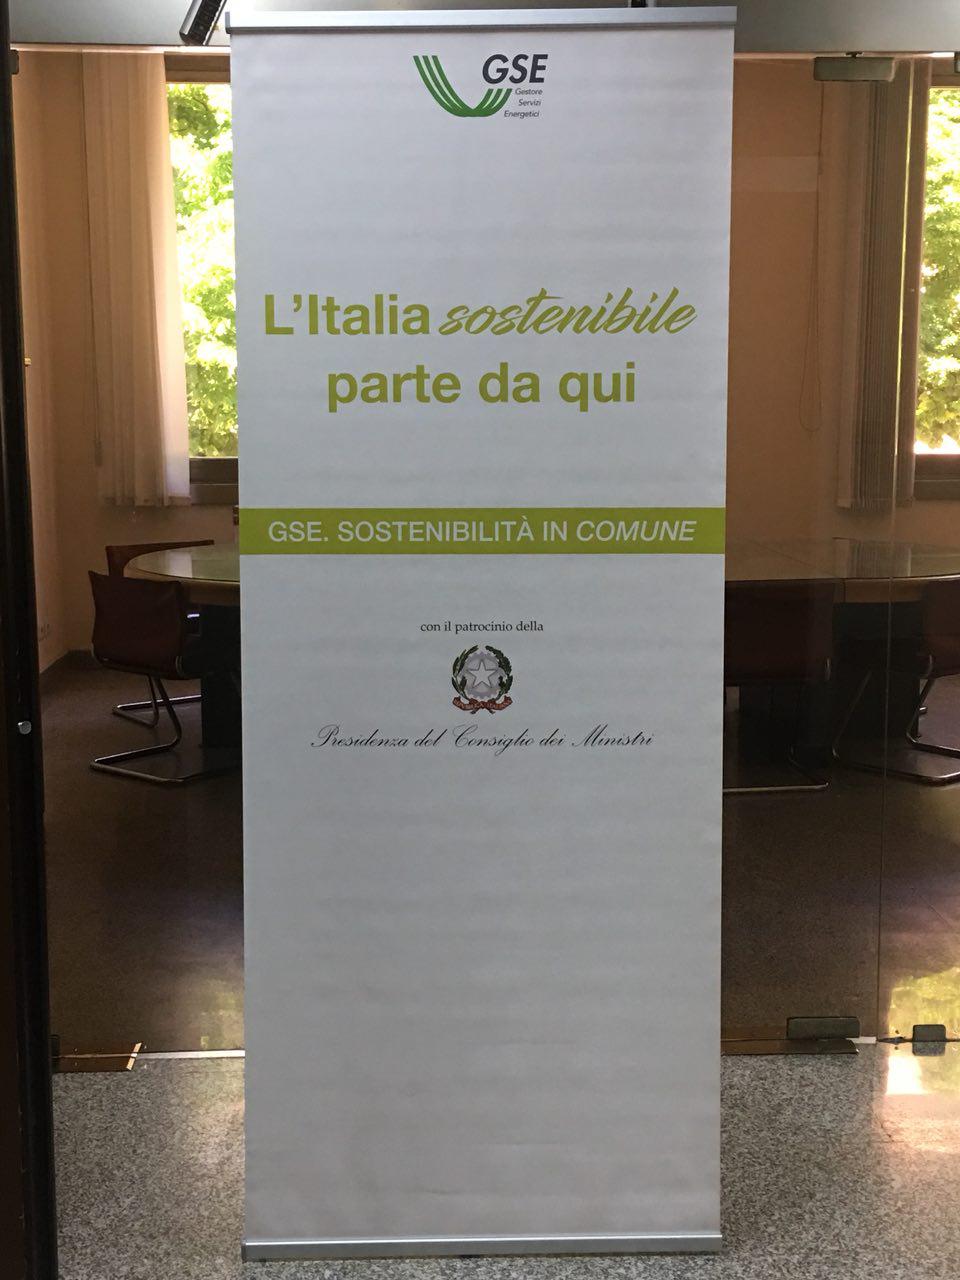 GSE
Gestore
Servizi
Energetici
L'Italia sostenibile
parte da qui
GSE. SOSTENIBILITÀ IN COMUNE
con il patrocinio della
Presidenza del Consiglio dei Ministri